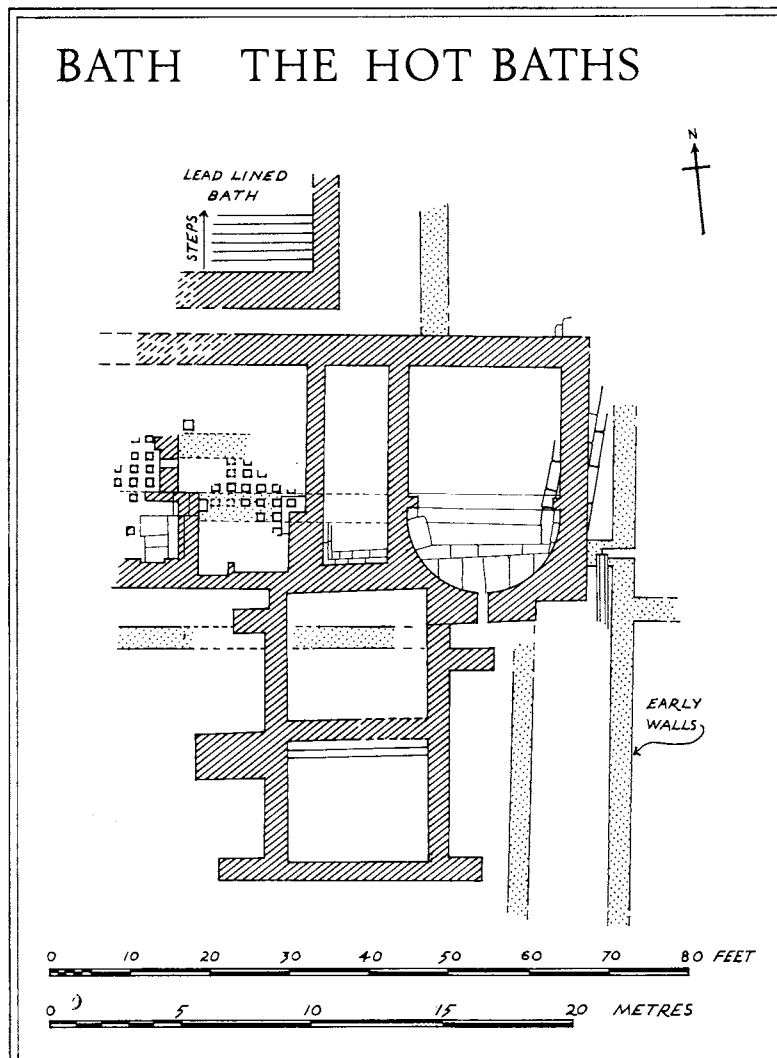 BATH THE HOT BATHS
N
LEAD LINED
BATH
STEPS
EARLY
WALLS
0 10 20 30 40 50 60 70 80 FEET
0 5 10 15 20 METRES